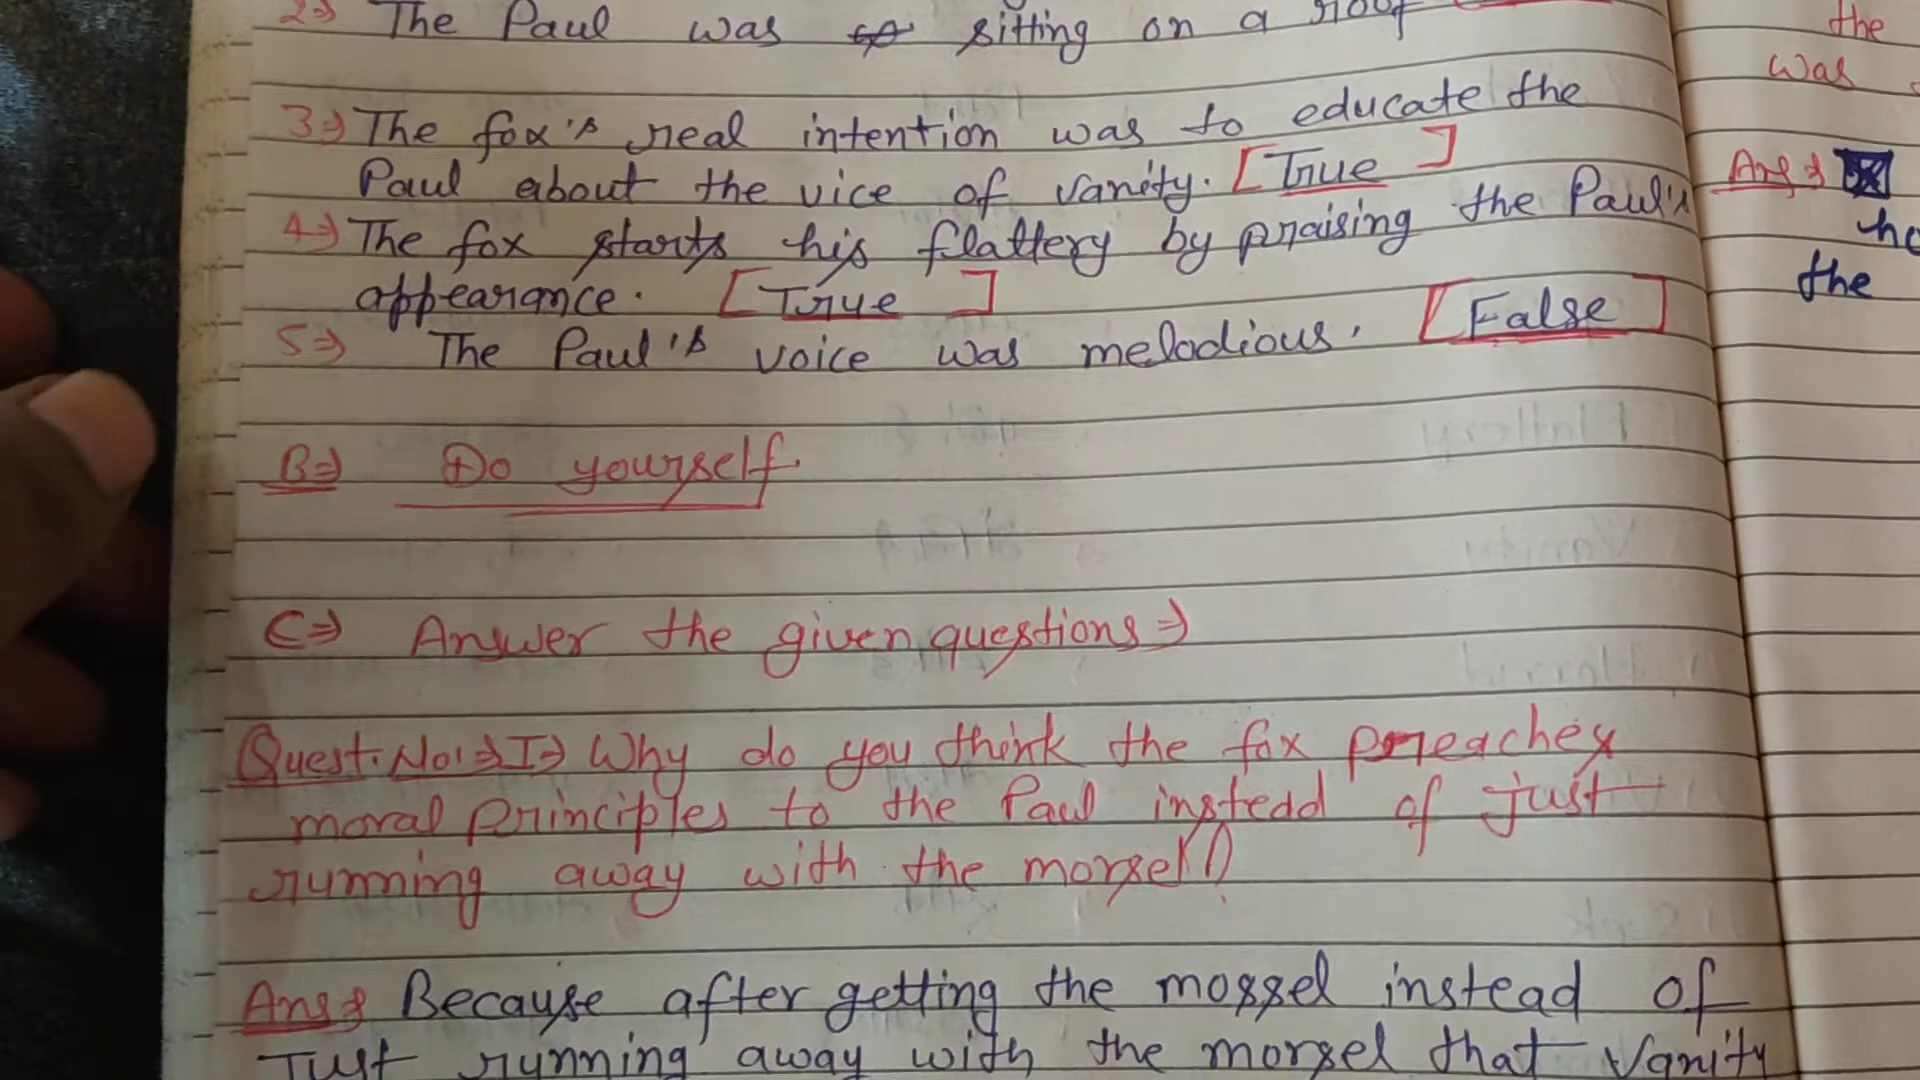 2⇒ The Paul was sitting on a roof
3⇒ The fox's real intention was to educate the
Paul about the vice of vanity. [True]
4⇒ The fox starts his flattery by praising the Paul's
appearance. [True]
5⇒ The Paul's voice was melodious. [False]
B⇒ Do yourself.
C⇒ Answer the given questions⇒
Quest. No1⇒I⇒ Why do you think the fox preaches
moral principles to the Paul instead of just
running away with the morsel?
Ans⇒ Because after getting the mossel instead of
Just running away with the morsel that vanity
the
was
Ans⇒
the